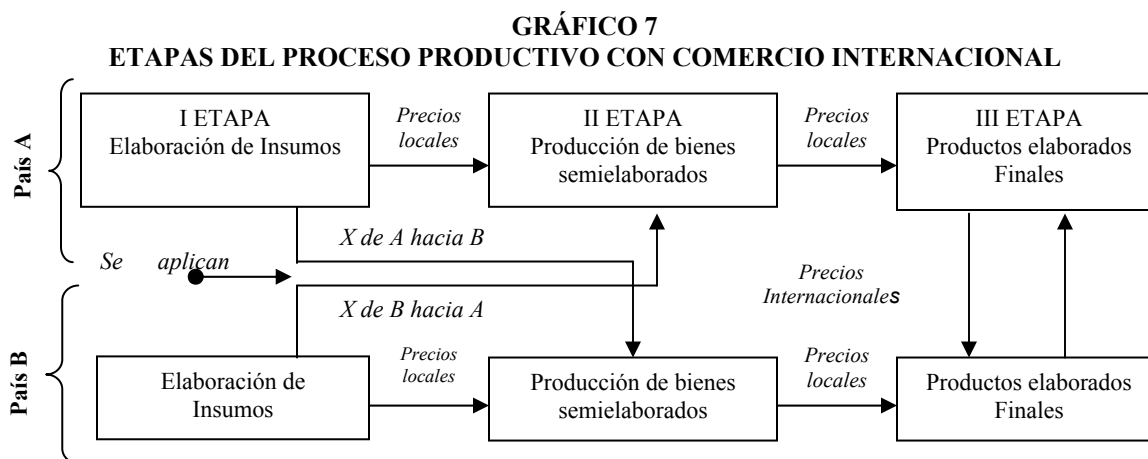 GRÁFICO 7
ETAPAS DEL PROCESO PRODUCTIVO CON COMERCIO INTERNACIONAL
País A
I ETAPA
Elaboración de Insumos
Precios
locales
II ETAPA
Producción de bienes
semielaborados
Precios
locales
III ETAPA
Productos elaborados
Finales
X de A hacia B
Se aplican
X de B hacia A
Precios
Internacionales
País B
Elaboración de
Insumos
Precios
locales
Producción de bienes
semielaborados
Precios
locales
Productos elaborados
Finales